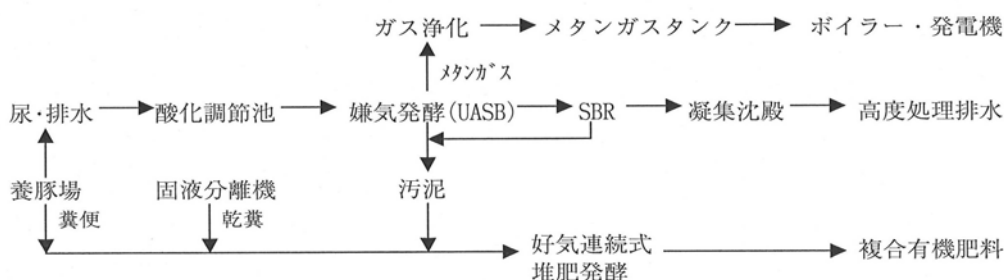 ガス浄化 メタンガスタンク ボイラー・発電機
メタンガス
尿・排水 酸化調節池 嫌気発酵(UASB) SBR 凝集沈殿 高度処理排水
養豚場 固液分離機 汚泥
糞便 乾糞
好気連続式 複合有機肥料
堆肥発酵